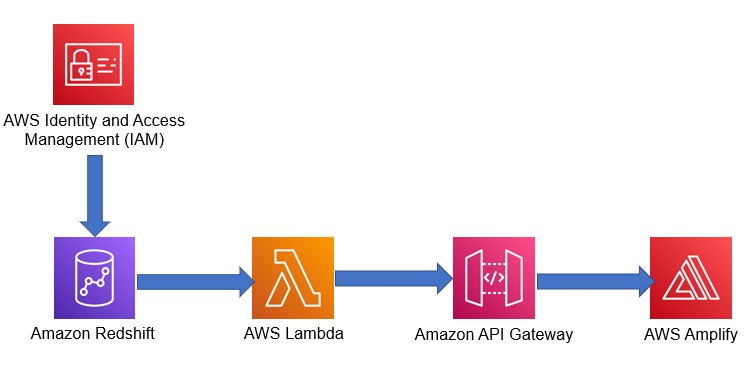 AWS Identity and Access
Management (IAM)
Amazon Redshift
AWS Lambda
</>
Amazon API Gateway
AWS Amplify